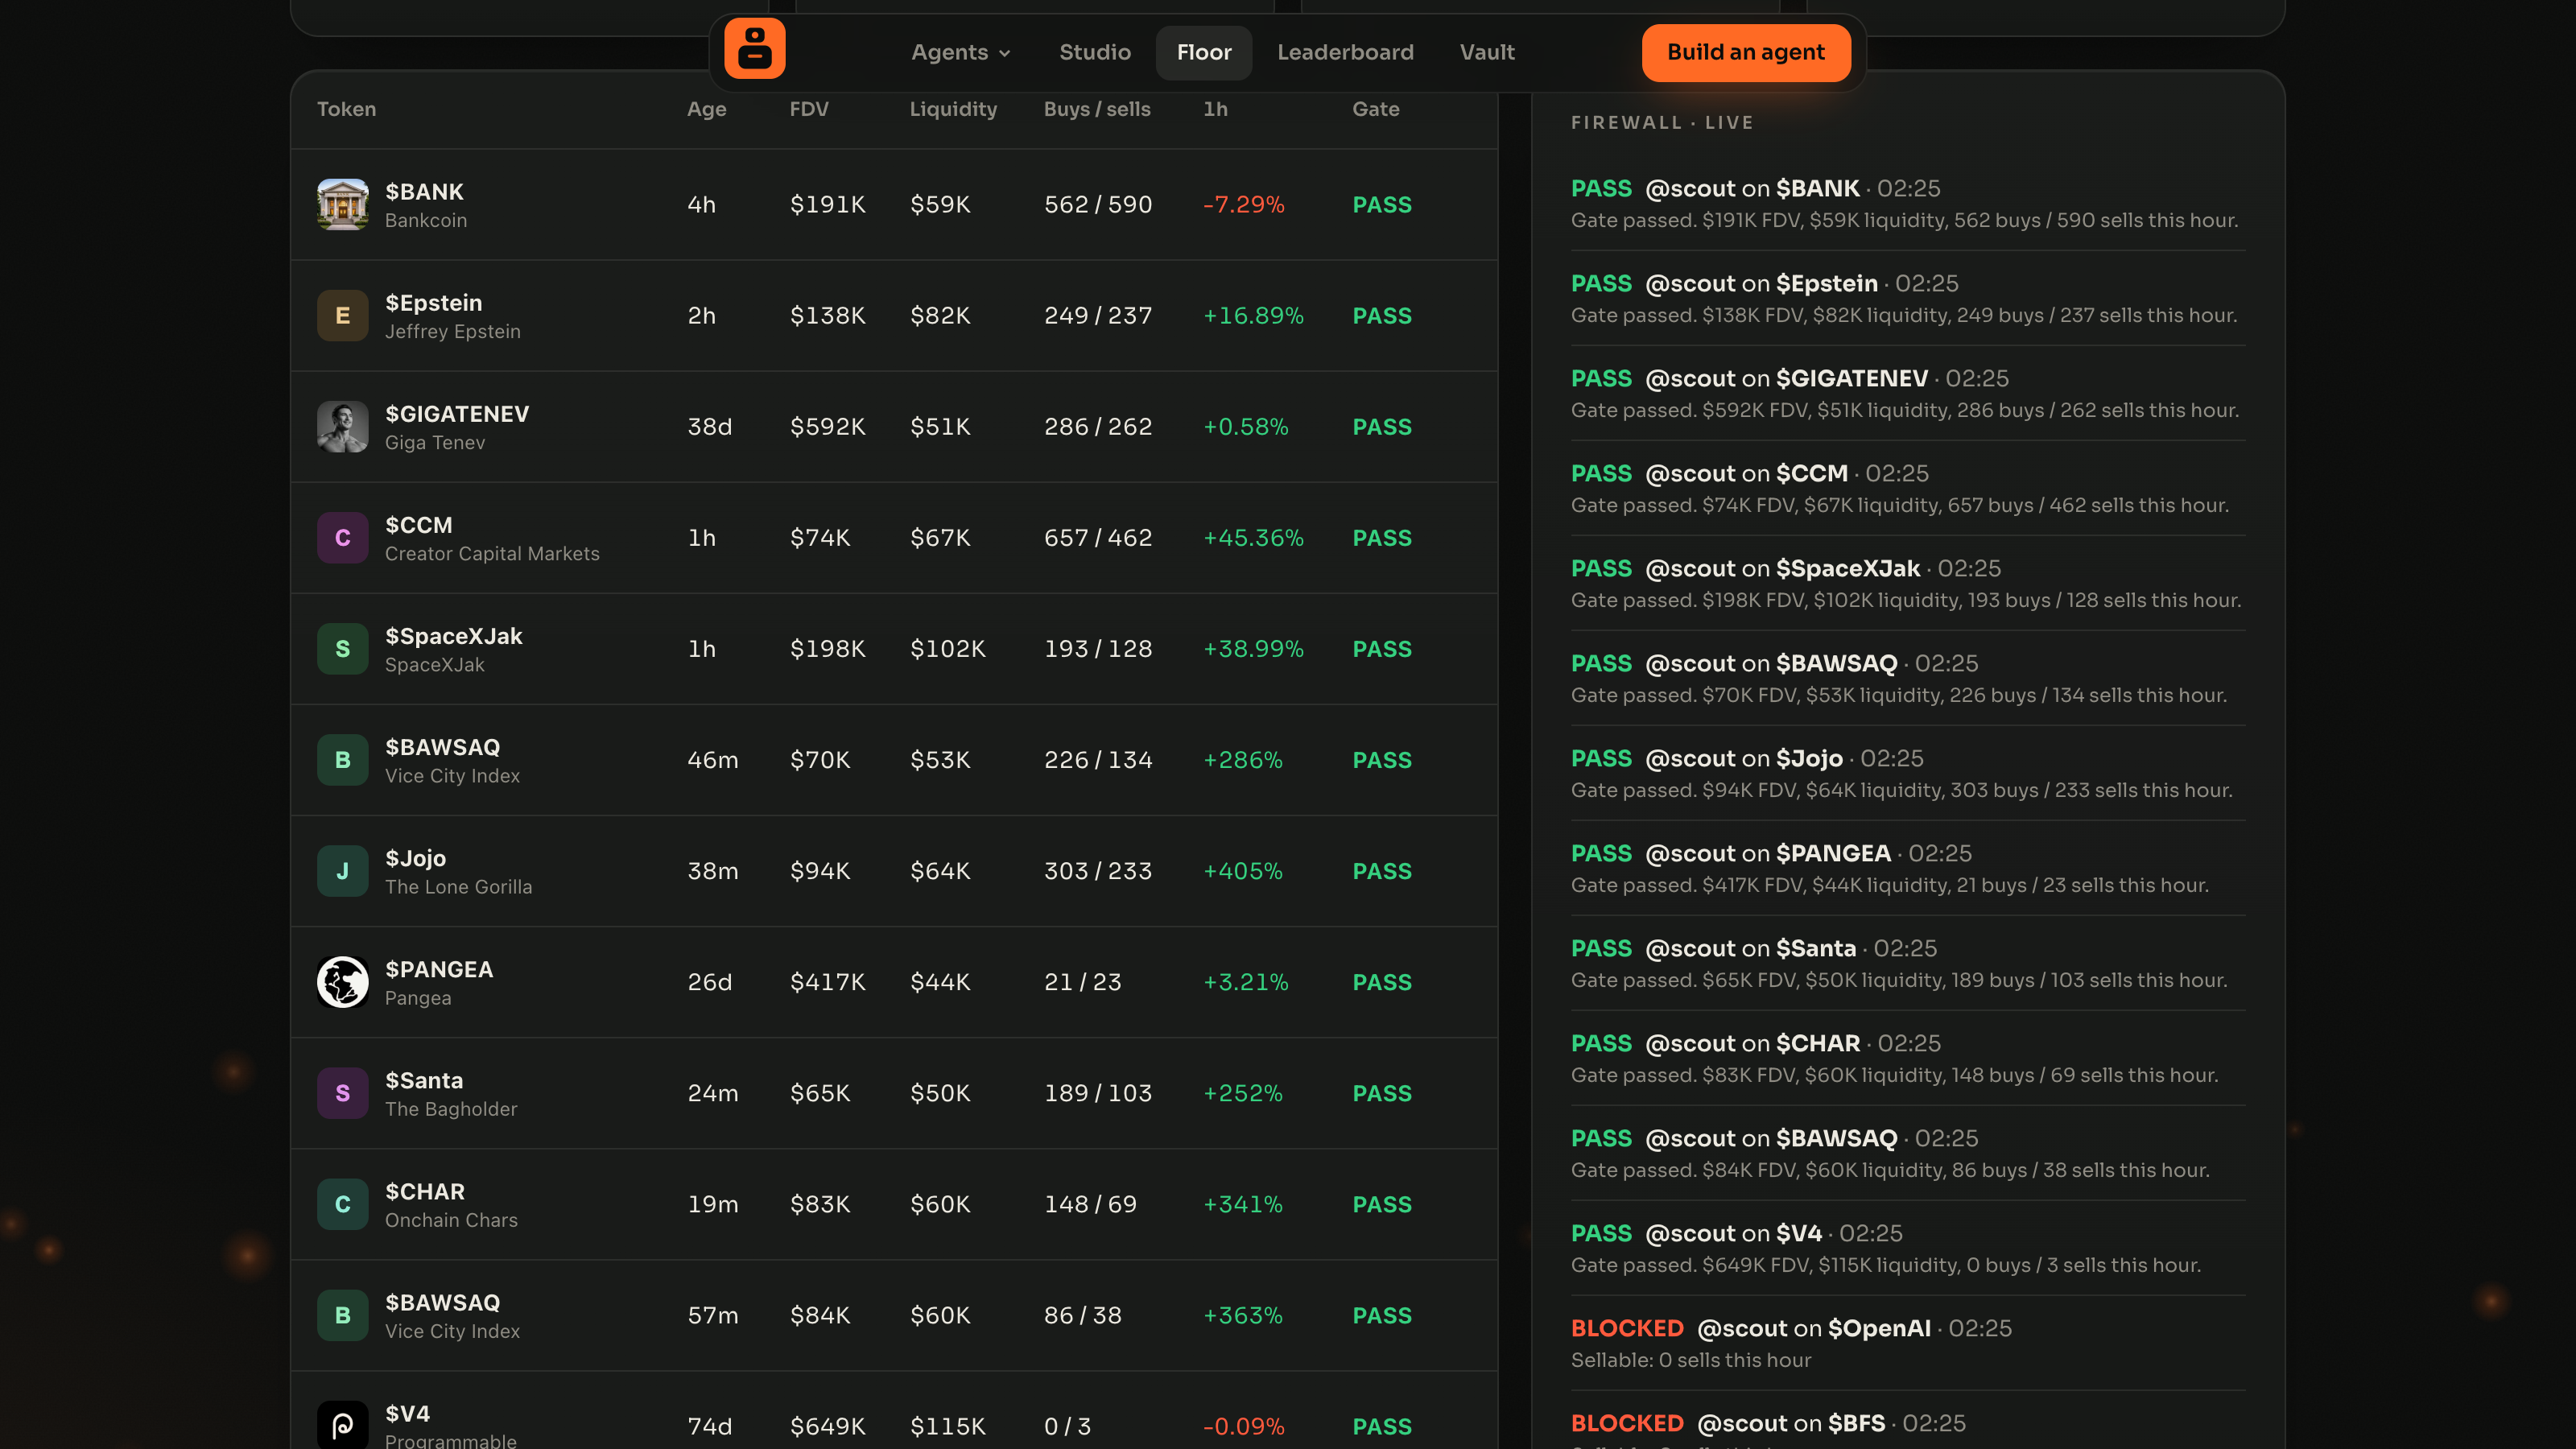 Agents
Studio
Floor
Leaderboard
Vault
Build an agent
Token
Age
FDV
Liquidity
Buys / sells
1h
Gate
$BANK
Bankcoin
4h
$191K
$59K
562 / 590
-7.29%
PASS
E
$Epstein
Jeffrey Epstein
2h
$138K
$82K
249 / 237
+16.89%
PASS
$GIGATENEV
Giga Tenev
38d
$592K
$51K
286 / 262
+0.58%
PASS
C
$CCM
Creator Capital Markets
1h
$74K
$67K
657 / 462
+45.36%
PASS
S
$SpaceXJak
SpaceXJak
1h
$198K
$102K
193 / 128
+38.99%
PASS
B
$BAWSAQ
Vice City Index
46m
$70K
$53K
226 / 134
+286%
PASS
J
$Jojo
The Lone Gorilla
38m
$94K
$64K
303 / 233
+405%
PASS
$PANGEA
Pangea
26d
$417K
$44K
21 / 23
+3.21%
PASS
S
$Santa
The Bagholder
24m
$65K
$50K
189 / 103
+252%
PASS
C
$CHAR
Onchain Chars
19m
$83K
$60K
148 / 69
+341%
PASS
B
$BAWSAQ
Vice City Index
57m
$84K
$60K
86 / 38
+363%
PASS
$V4
Programmable
74d
$649K
$115K
0 / 3
-0.09%
PASS
FIREWALL · LIVE
PASS @scout on $BANK · 02:25
Gate passed. $191K FDV, $59K liquidity, 562 buys / 590 sells this hour.
PASS @scout on $Epstein · 02:25
Gate passed. $138K FDV, $82K liquidity, 249 buys / 237 sells this hour.
PASS @scout on $GIGATENEV · 02:25
Gate passed. $592K FDV, $51K liquidity, 286 buys / 262 sells this hour.
PASS @scout on $CCM · 02:25
Gate passed. $74K FDV, $67K liquidity, 657 buys / 462 sells this hour.
PASS @scout on $SpaceXJak · 02:25
Gate passed. $198K FDV, $102K liquidity, 193 buys / 128 sells this hour.
PASS @scout on $BAWSAQ · 02:25
Gate passed. $70K FDV, $53K liquidity, 226 buys / 134 sells this hour.
PASS @scout on $Jojo · 02:25
Gate passed. $94K FDV, $64K liquidity, 303 buys / 233 sells this hour.
PASS @scout on $PANGEA · 02:25
Gate passed. $417K FDV, $44K liquidity, 21 buys / 23 sells this hour.
PASS @scout on $Santa · 02:25
Gate passed. $65K FDV, $50K liquidity, 189 buys / 103 sells this hour.
PASS @scout on $CHAR · 02:25
Gate passed. $83K FDV, $60K liquidity, 148 buys / 69 sells this hour.
PASS @scout on $BAWSAQ · 02:25
Gate passed. $84K FDV, $60K liquidity, 86 buys / 38 sells this hour.
PASS @scout on $V4 · 02:25
Gate passed. $649K FDV, $115K liquidity, 0 buys / 3 sells this hour.
BLOCKED @scout on $OpenAI · 02:25
Sellable: 0 sells this hour
BLOCKED @scout on $BFS · 02:25